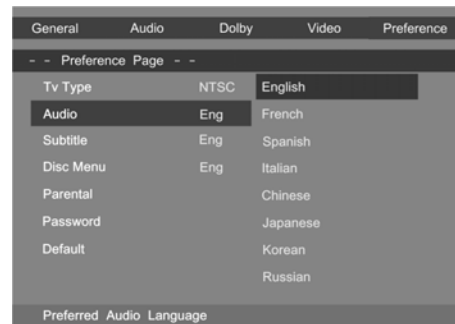 General Audio Dolby Video Preference
- - Preference Page - -
Tv Type NTSC English
Audio Eng French
Subtitle Eng Spanish
Disc Menu Eng Italian
Parental Chinese
Password Japanese
Default Korean
Russian
Preferred Audio Language